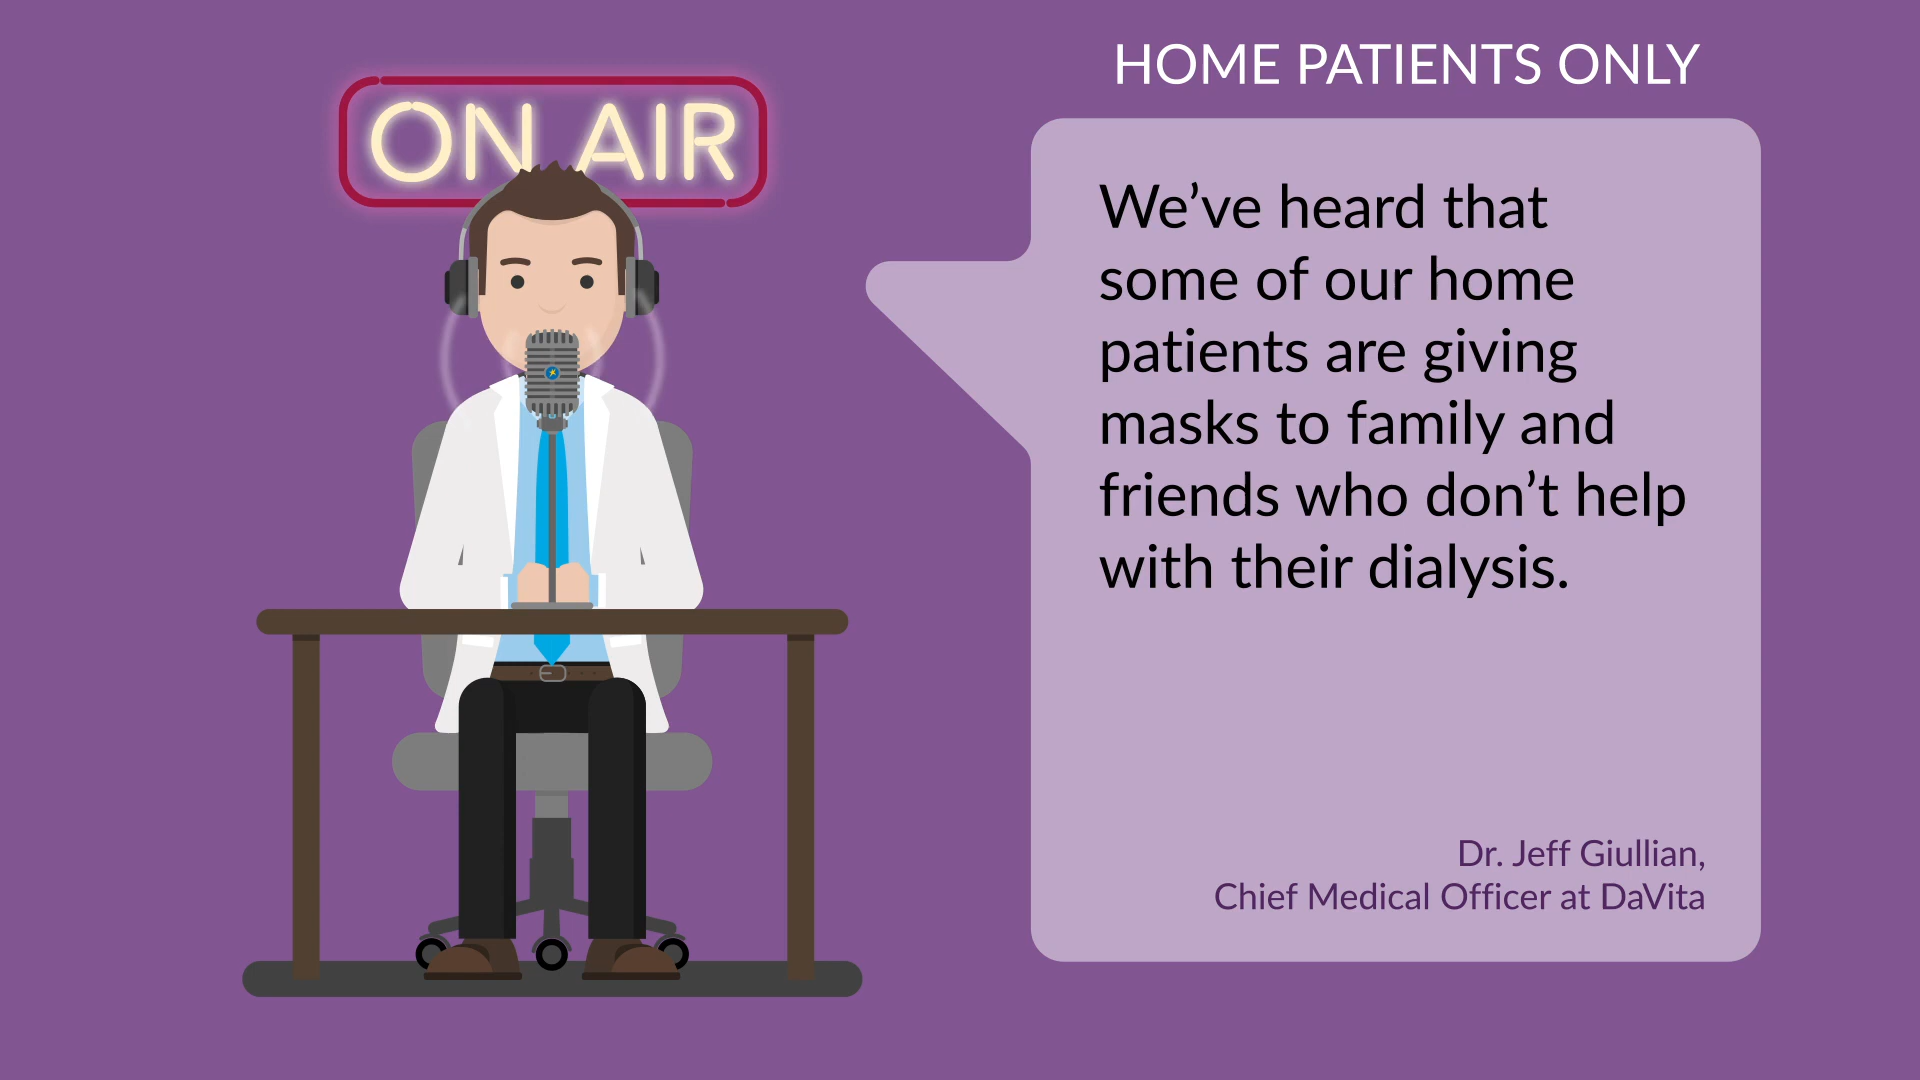 ON AIR
HOME PATIENTS ONLY
We’ve heard that
some of our home
patients are giving
masks to family and
friends who don’t help
with their dialysis.
Dr. Jeff Giullian,
Chief Medical Officer at DaVita